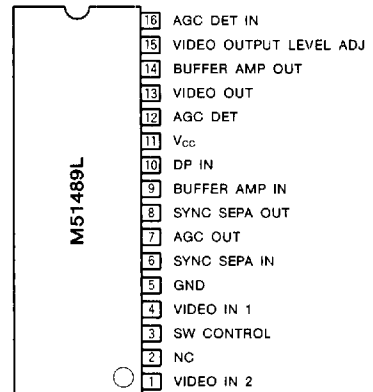 16 AGC DET IN
15 VIDEO OUTPUT LEVEL ADJ
14 BUFFER AMP OUT
13 VIDEO OUT
12 AGC DET
11 VCC
10 DP IN
9 BUFFER AMP IN
8 SYNC SEPA OUT
7 AGC OUT
6 SYNC SEPA IN
5 GND
4 VIDEO IN 1
3 SW CONTROL
2 NC
1 VIDEO IN 2
M51489L